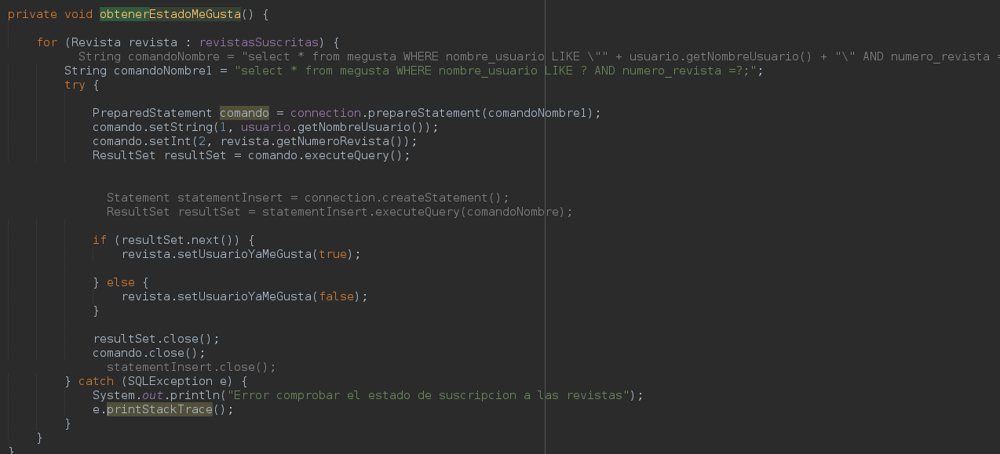 private void obtenerEstadoMeGusta() {
for (Revista revista : revistasSuscritas) {
String comandoNombre = "select * from megusta WHERE nombre_usuario LIKE \"" + usuario.getNombreUsuario() + "\" AND numero_revista =
String comandoNombre1 = "select * from megusta WHERE nombre_usuario LIKE ? AND numero_revista =?;";
try {
PreparedStatement comando = connection.prepareStatement(comandoNombre1);
comando.setString(1, usuario.getNombreUsuario());
comando.setInt(2, revista.getNumeroRevista());
ResultSet resultSet = comando.executeQuery();
Statement statementInsert = connection.createStatement();
ResultSet resultSet = statementInsert.executeQuery(comandoNombre);
if (resultSet.next()) {
revista.setUsuarioYaMeGusta(true);
} else {
revista.setUsuarioYaMeGusta(false);
}
resultSet.close();
comando.close();
statementInsert.close();
} catch (SQLException e) {
System.out.println("Error comprobar el estado de suscripcion a las revistas");
e.printStackTrace();
}
}
}